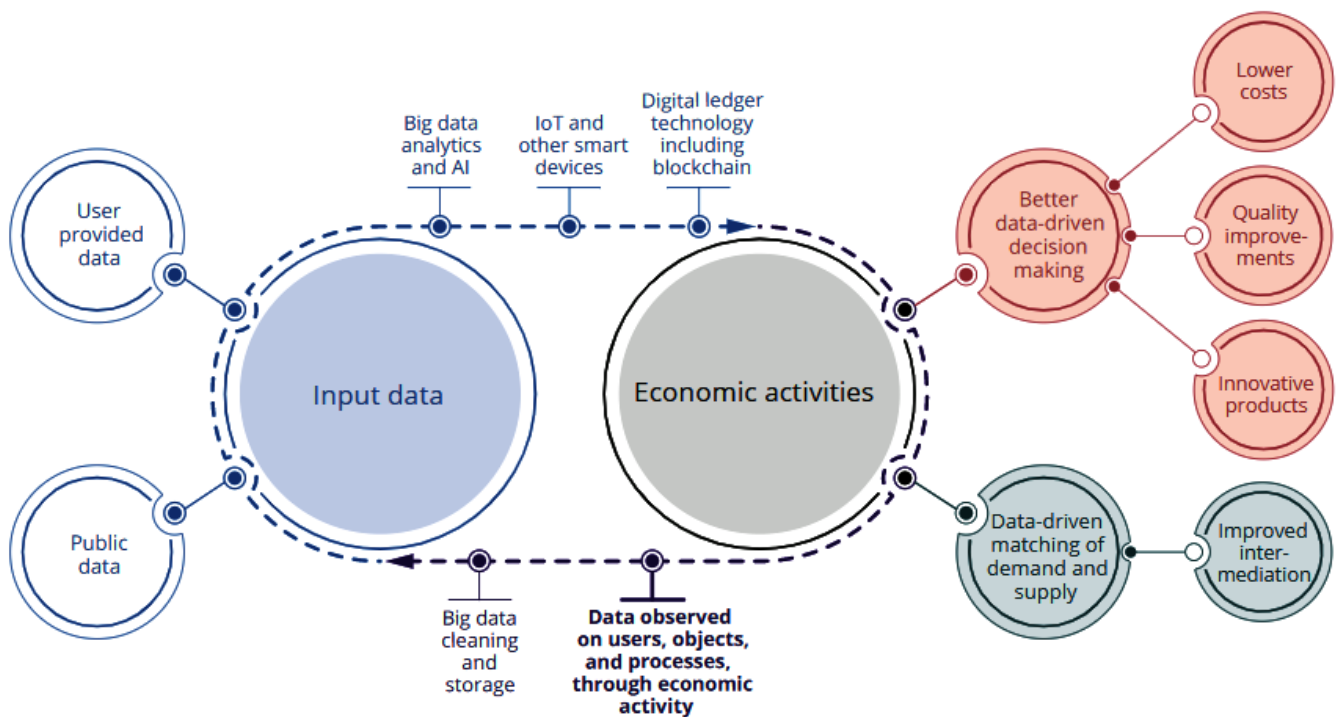 User
provided
data
Public
data
Input data
Big data
analytics
and AI
IoT and
other smart
devices
Digital ledger
technology
including
blockchain
Economic activities
Big data
cleaning
and
storage
Data observed
on users, objects,
and processes,
through economic
activity
Better
data-driven
decision
making
Lower
costs
Quality
improve-
ments
Innovative
products
Data-driven
matching of
demand and
supply
Improved
inter-
mediation